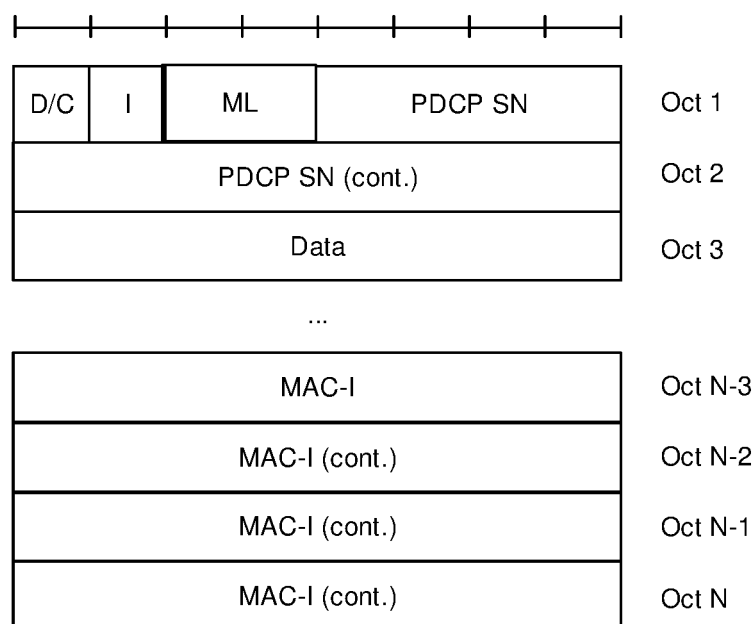 D/C I ML PDCP SN Oct 1
PDCP SN (cont.) Oct 2
Data Oct 3
...
MAC-I Oct N-3
MAC-I (cont.) Oct N-2
MAC-I (cont.) Oct N-1
MAC-I (cont.) Oct N